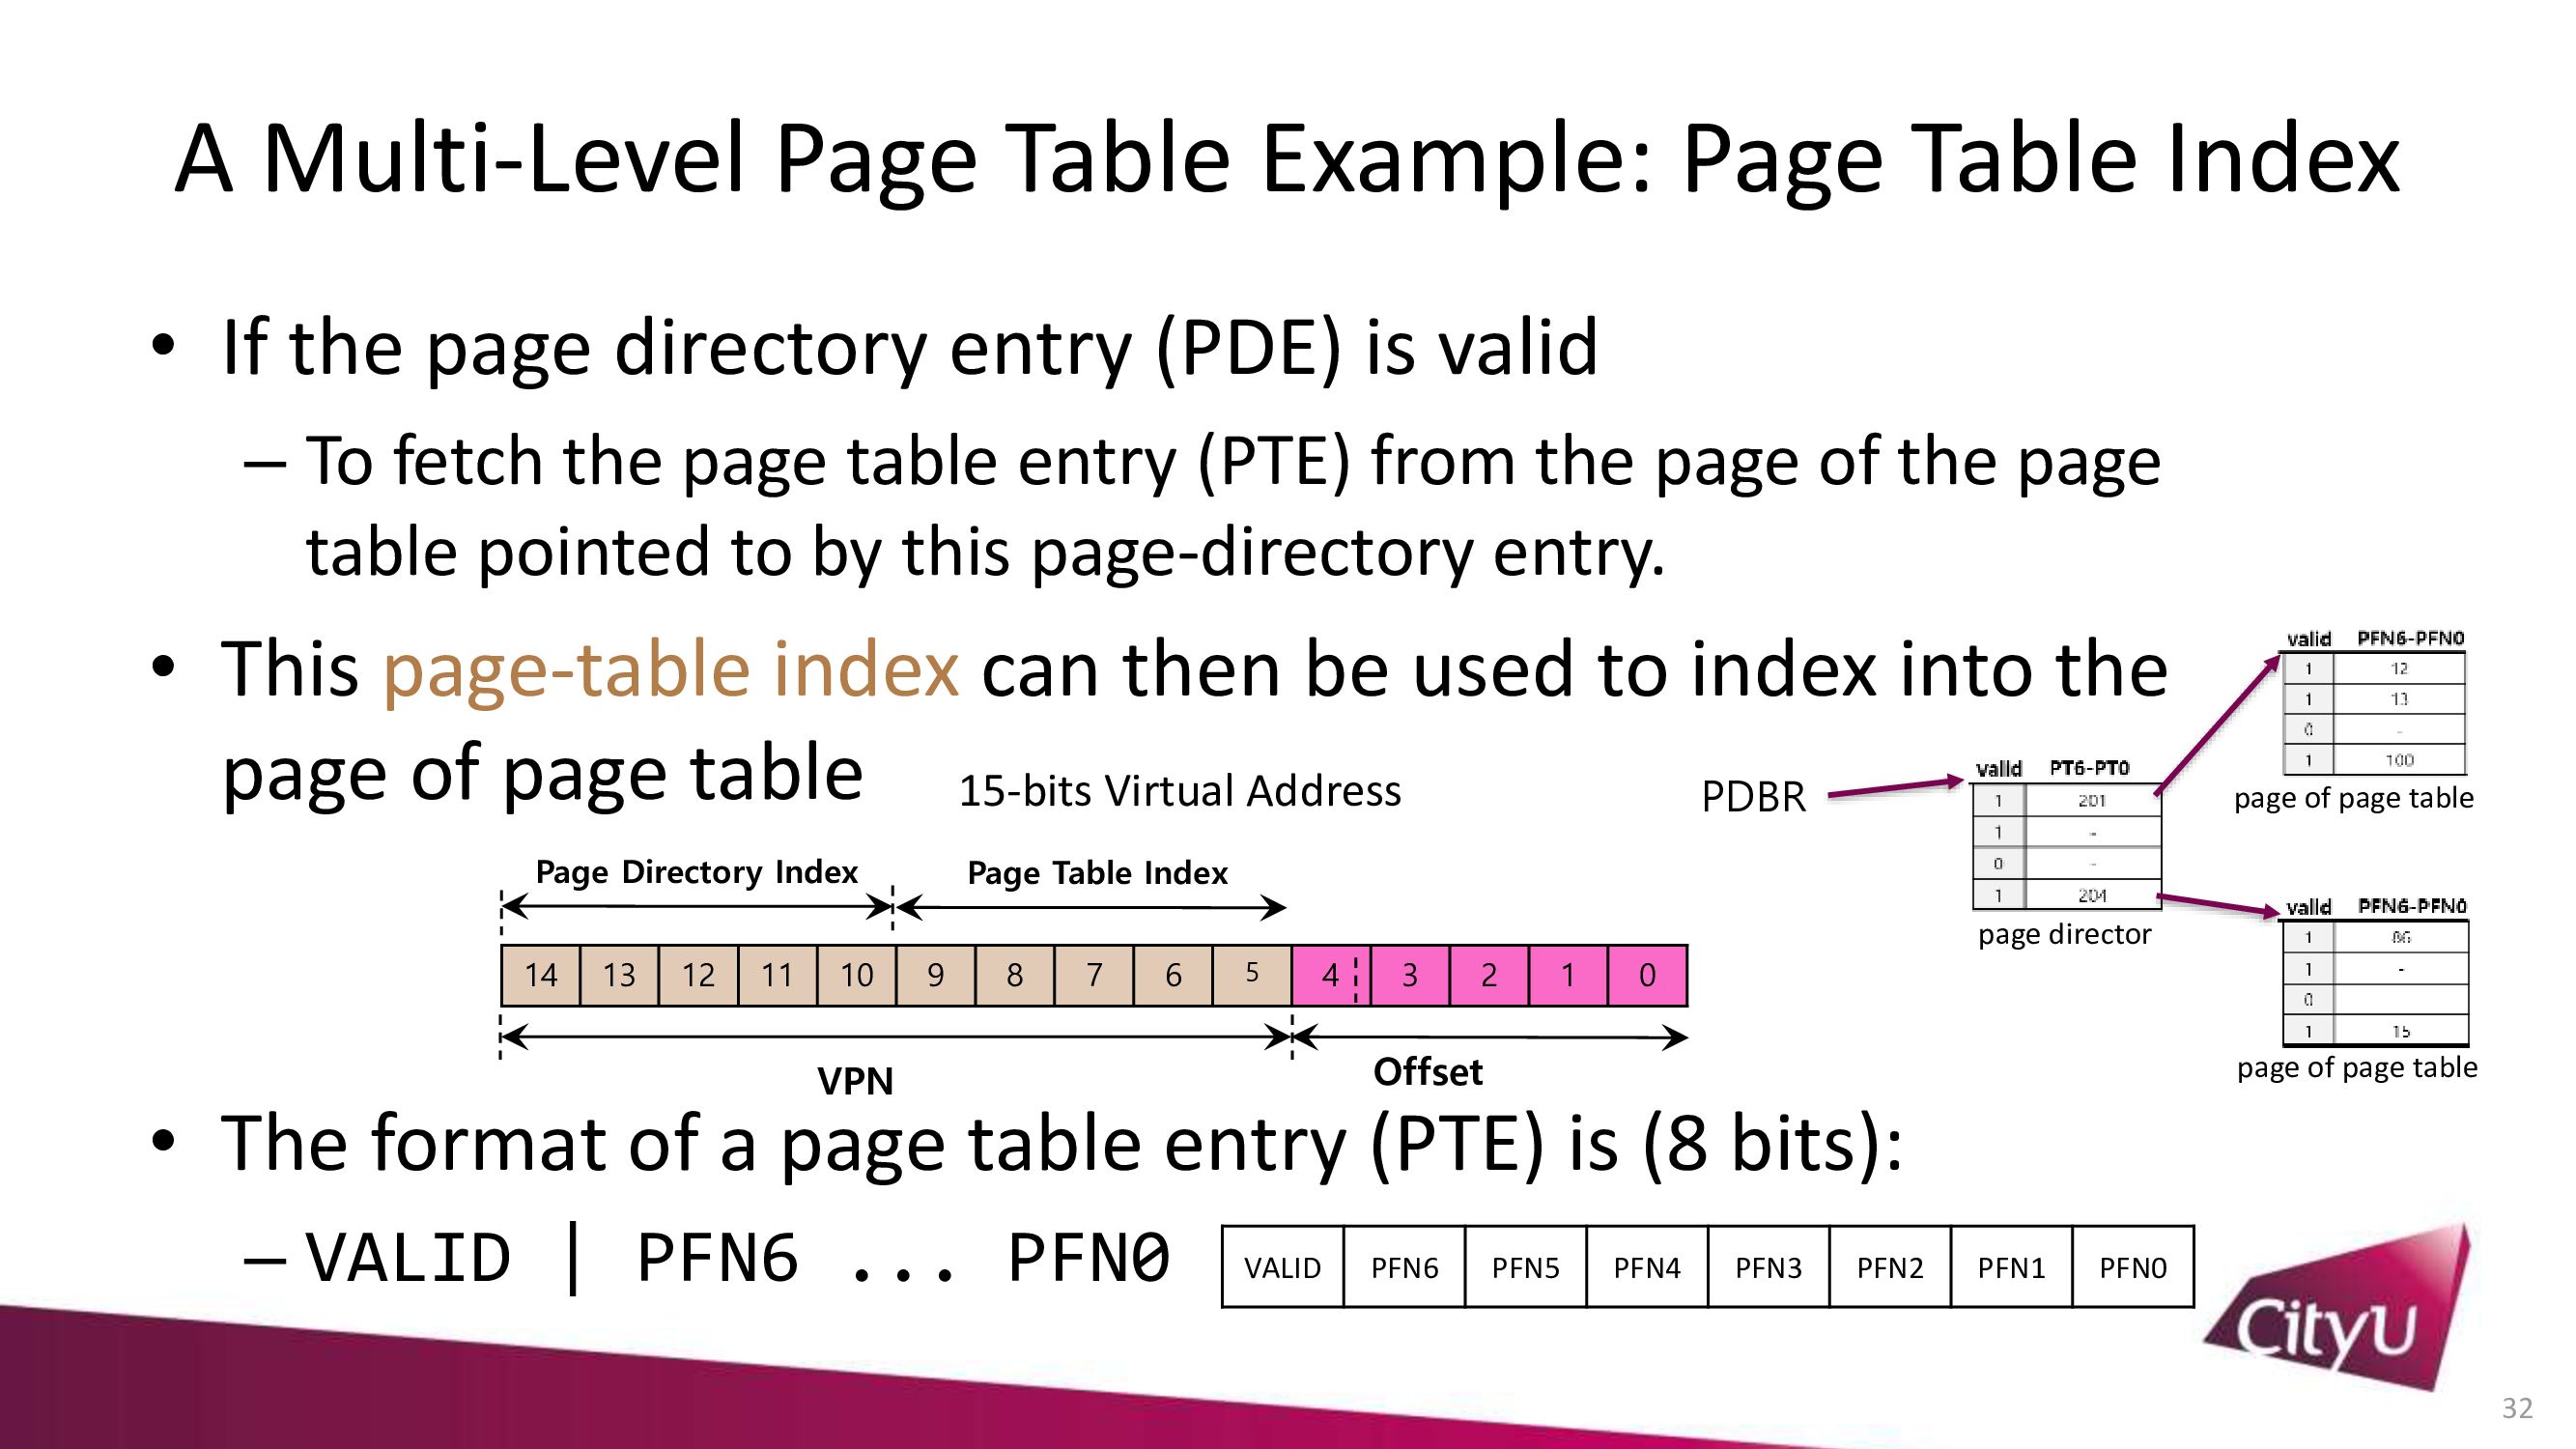 A Multi-Level Page Table Example: Page Table Index
• If the page directory entry (PDE) is valid
– To fetch the page table entry (PTE) from the page of the page
table pointed to by this page-directory entry.
• This page-table index can then be used to index into the
page of page table
15-bits Virtual Address
Page Directory Index Page Table Index
14 13 12 11 10 9 8 7 6 5 4 3 2 1 0
VPN Offset
PDBR
valid PT6-PT0
1 201
1 -
0 -
1 204
page director
valid PFN6-PFN0
1 12
1 13
0 -
1 100
page of page table
valid PFN6-PFN0
1 86
1 -
0
1 15
page of page table
• The format of a page table entry (PTE) is (8 bits):
– VALID | PFN6 ... PFN0
VALID PFN6 PFN5 PFN4 PFN3 PFN2 PFN1 PFN0
CityU
32